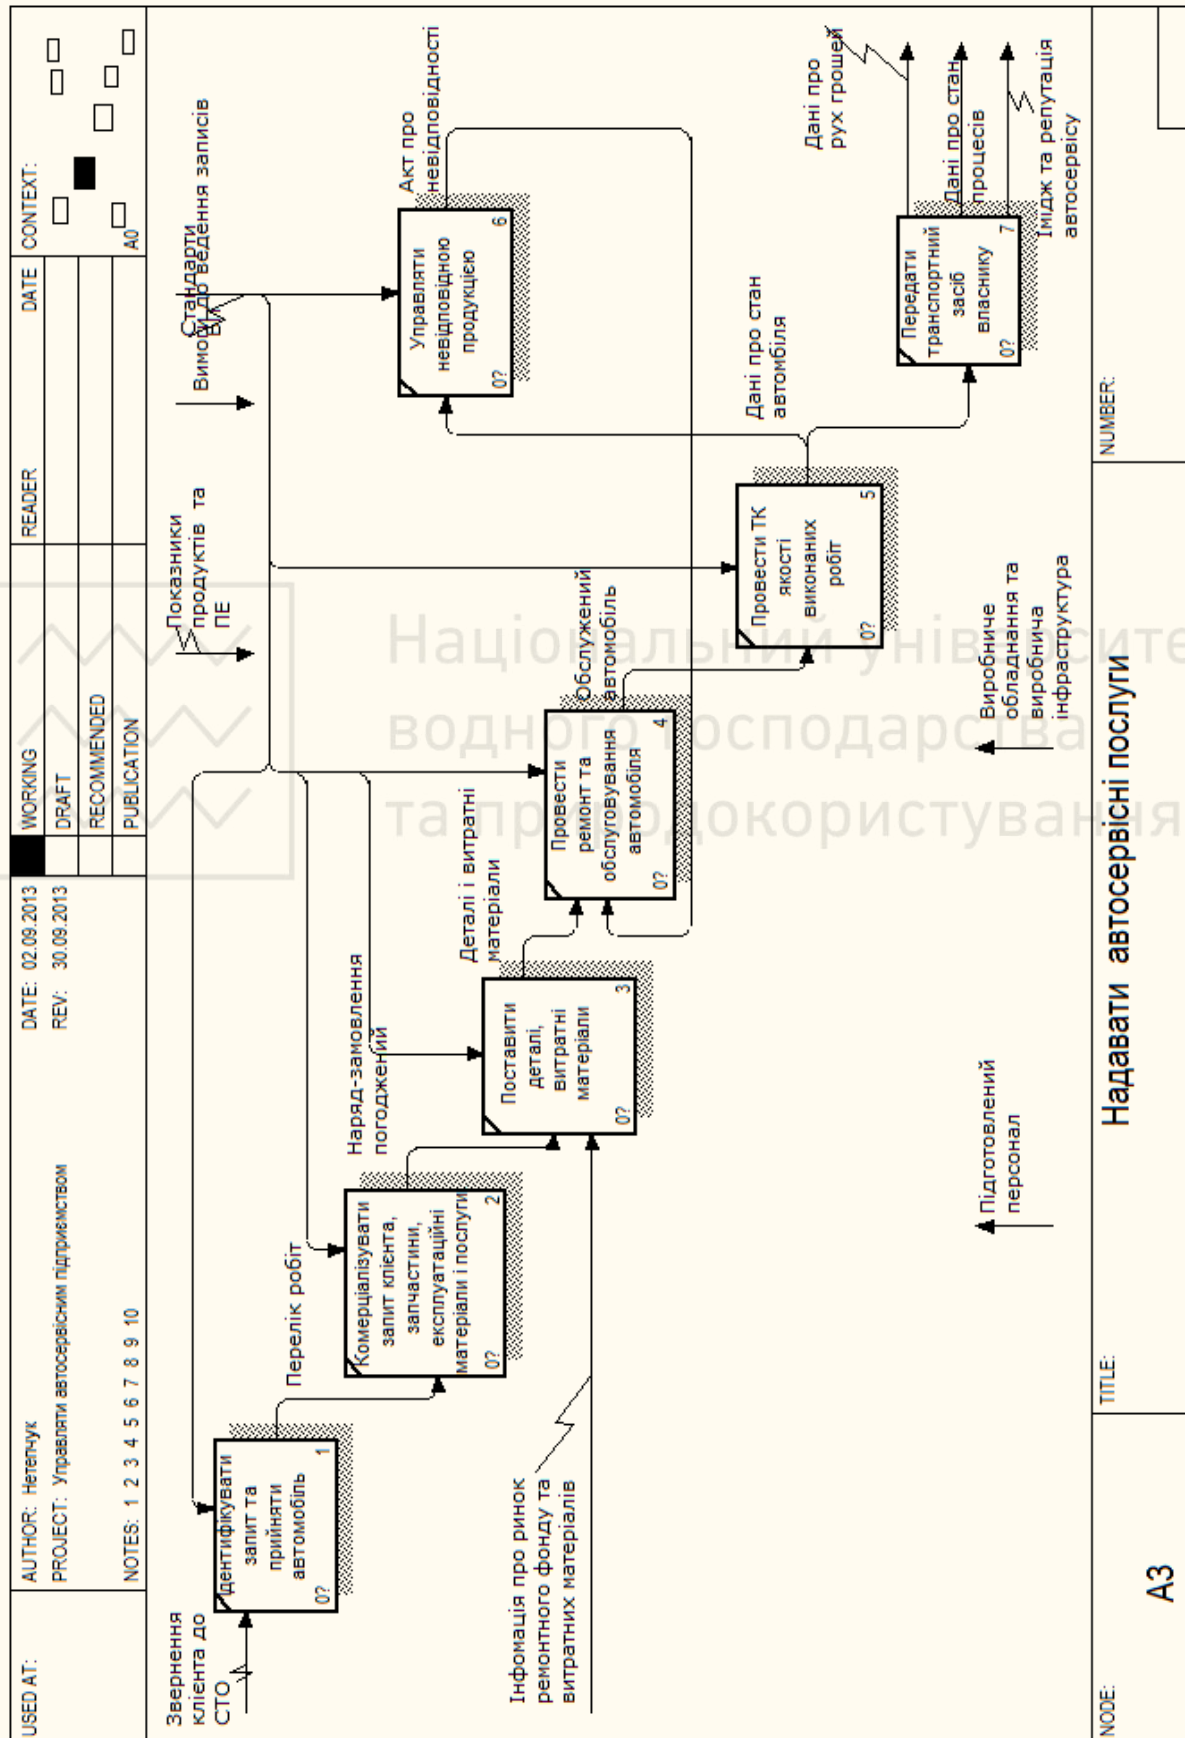 USED AT:
AUTHOR: Нетепчук
DATE: 02.09.2013
PROJECT: Управляти автосервісним підприємством
REV: 30.09.2013
NOTES: 1 2 3 4 5 6 7 8 9 10
WORKING
DRAFT
RECOMMENDED
PUBLICATION
READER
DATE
CONTEXT:
A0
Звернення
клієнта до
СТО
Показники
продуктів та
ПЕ
Стандарти
Вимоги до ведення записів
Ідентифікувати
запит та
прийняти
автомобіль
0?
1
Перелік робіт
Комерціалізувати
запит клієнта,
запчастини,
експлуатаційні
матеріали і послуги
0?
2
Наряд-замовлення
погоджений
Поставити
деталі,
витратні
матеріали
0?
3
Деталі і витратні
матеріали
Провести
ремонт та
обслуговування
автомобіля
0?
4
Обслужений
автомобіль
Провести ТК
якості
виконаних
робіт
0?
5
Дані про стан
автомбіля
Управляти
невідповідною
продукцією
0?
6
Акт про
невідповідності
Передати
транспортний
засіб
власнику
0?
7
Дані про
рух грошей
Дані про стан
процесів
Імідж та репутація
автосервісу
Інфомація про ринок
ремонтного фонду та
витратних матеріалів
Підготовлений
персонал
Виробниче
обладнання та
виробнича
інфраструктура
Національний університе
водного господарства
та природокористування
NODE:
A3
TITLE:
Надавати автосервісні послуги
NUMBER: